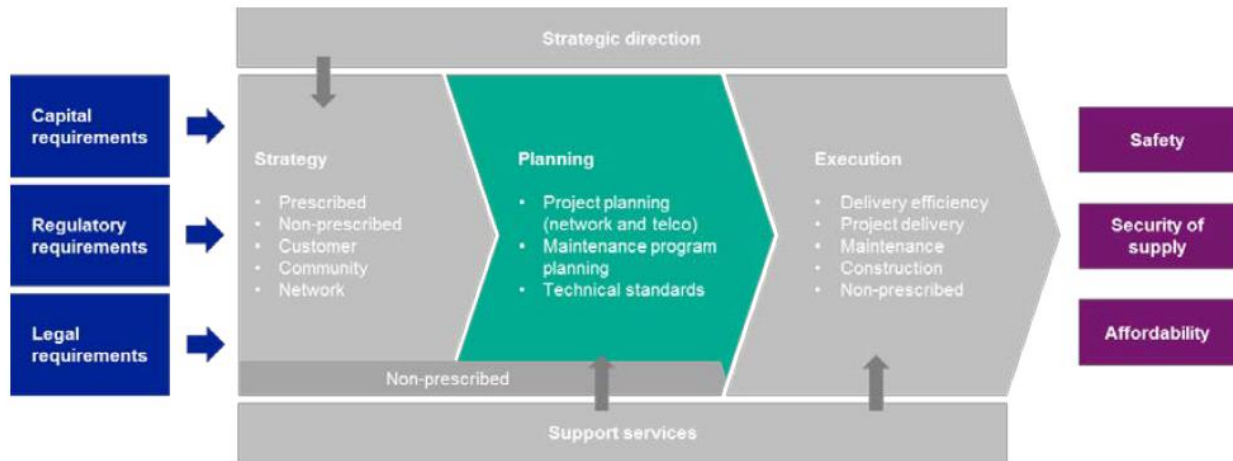 Strategic direction
Capital
requirements
Regulatory
requirements
Legal
requirements
Strategy
• Prescribed
• Non-prescribed
• Customer
• Community
• Network
Planning
• Project planning
(network and telco)
• Maintenance program
planning
• Technical standards
Execution
• Delivery efficiency
• Project delivery
• Maintenance
• Construction
• Non-prescribed
Safety
Security of
supply
Affordability
Non-prescribed
Support services